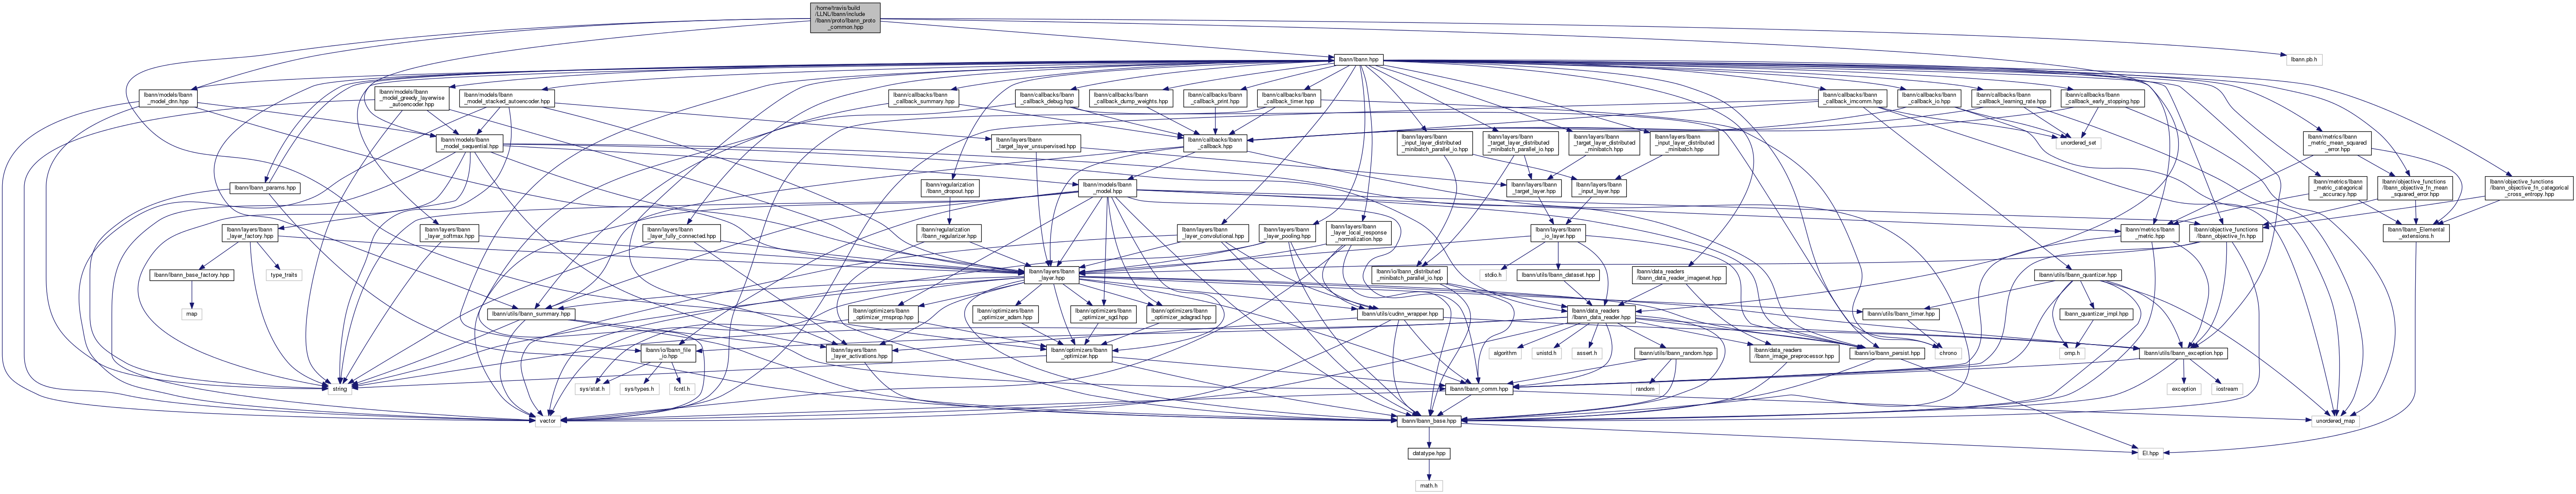 /home/travis/build
/LLNL/lbann/include
/lbann/proto/lbann_proto
_common.hpp
lbann/lbann.hpp
lbann.pb.h
lbann/models/lbann
_model_dnn.hpp
lbann/models/lbann
_model_greedy_layerwise
_autoencoder.hpp
lbann/models/lbann
_model_stacked_autoencoder.hpp
lbann/callbacks/lbann
_callback_summary.hpp
lbann/callbacks/lbann
_callback_debug.hpp
lbann/callbacks/lbann
_callback_dump_weights.hpp
lbann/callbacks/lbann
_callback_print.hpp
lbann/callbacks/lbann
_callback_timer.hpp
lbann/callbacks/lbann
_callback_imcomm.hpp
lbann/callbacks/lbann
_callback_io.hpp
lbann/callbacks/lbann
_callback_learning_rate.hpp
lbann/callbacks/lbann
_callback_early_stopping.hpp
lbann/models/lbann
_model_sequential.hpp
lbann/layers/lbann
_target_layer_unsupervised.hpp
lbann/callbacks/lbann
_callback.hpp
lbann/layers/lbann
_input_layer_distributed
_minibatch_parallel_io.hpp
lbann/layers/lbann
_target_layer_distributed
_minibatch_parallel_io.hpp
lbann/layers/lbann
_target_layer_distributed
_minibatch.hpp
lbann/layers/lbann
_input_layer_distributed
_minibatch.hpp
unordered_set
lbann/metrics/lbann
_metric_mean_squared
_error.hpp
lbann/lbann_params.hpp
lbann/regularization
/lbann_dropout.hpp
lbann/models/lbann
_model.hpp
lbann/layers/lbann
_target_layer.hpp
lbann/layers/lbann
_input_layer.hpp
lbann/metrics/lbann
_metric_categorical
_accuracy.hpp
lbann/objective_functions
/lbann_objective_fn_mean
_squared_error.hpp
lbann/objective_functions
/lbann_objective_fn_categorical
_cross_entropy.hpp
lbann/layers/lbann
_layer_factory.hpp
lbann/layers/lbann
_layer_softmax.hpp
lbann/layers/lbann
_layer_fully_connected.hpp
lbann/regularization
/lbann_regularizer.hpp
lbann/layers/lbann
_layer_convolutional.hpp
lbann/layers/lbann
_layer_pooling.hpp
lbann/layers/lbann
_layer_local_response
_normalization.hpp
lbann/layers/lbann
_io_layer.hpp
lbann/metrics/lbann
_metric.hpp
lbann/objective_functions
/lbann_objective_fn.hpp
lbann/lbann_Elemental
_extensions.h
lbann/lbann_base_factory.hpp
type_traits
lbann/layers/lbann
_layer.hpp
lbann/io/lbann_distributed
_minibatch_parallel_io.hpp
stdio.h
lbann/utils/lbann_dataset.hpp
lbann/data_readers
/lbann_data_reader_imagenet.hpp
lbann/utils/lbann_quantizer.hpp
map
lbann/utils/lbann_summary.hpp
lbann/optimizers/lbann
_optimizer_rmsprop.hpp
lbann/optimizers/lbann
_optimizer_adam.hpp
lbann/optimizers/lbann
_optimizer_sgd.hpp
lbann/optimizers/lbann
_optimizer_adagrad.hpp
lbann/utils/cudnn_wrapper.hpp
lbann/data_readers
/lbann_data_reader.hpp
lbann/utils/lbann_timer.hpp
lbann_quantizer_impl.hpp
lbann/io/lbann_file
_io.hpp
lbann/layers/lbann
_layer_activations.hpp
lbann/optimizers/lbann
_optimizer.hpp
algorithm
unistd.h
assert.h
lbann/utils/lbann_random.hpp
lbann/data_readers
/lbann_image_preprocessor.hpp
lbann/io/lbann_persist.hpp
chrono
omp.h
lbann/utils/lbann_exception.hpp
string
sys/stat.h
sys/types.h
fcntl.h
lbann/lbann_comm.hpp
random
exception
iostream
vector
lbann/lbann_base.hpp
unordered_map
datatype.hpp
El.hpp
math.h